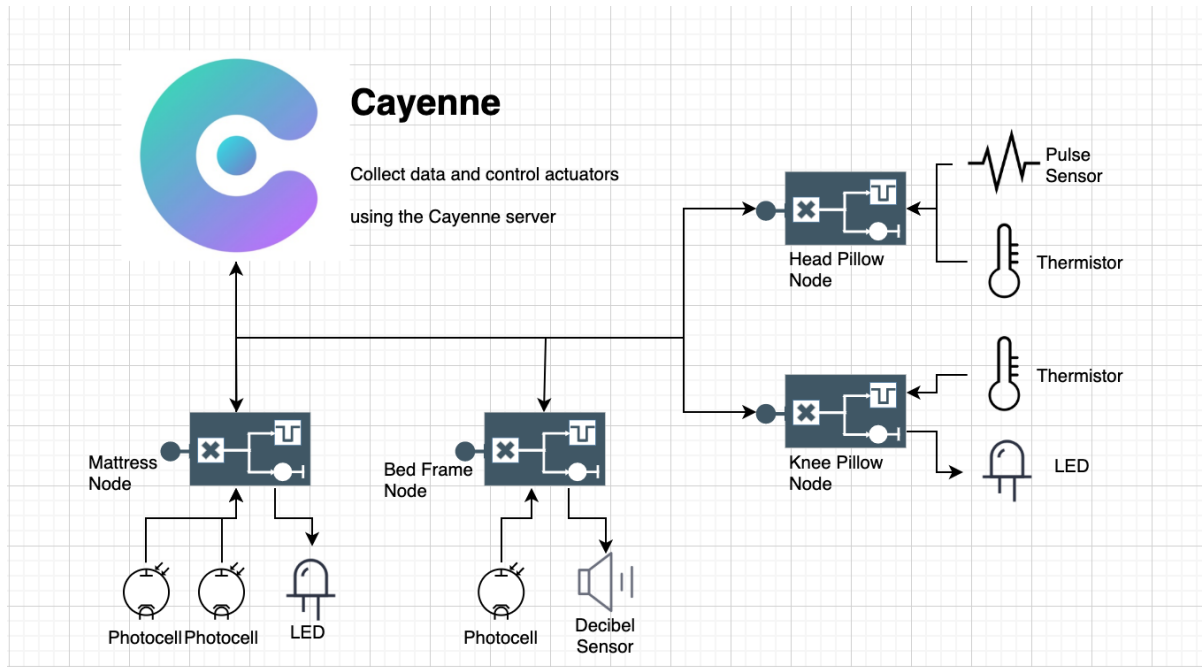 Cayenne
Collect data and control actuators
using the Cayenne server
Pulse
Sensor
Head Pillow
Node
Thermistor
Thermistor
Knee Pillow
Node
LED
Mattress
Node
Bed Frame
Node
Photocell
Photocell
LED
Photocell
Decibel
Sensor